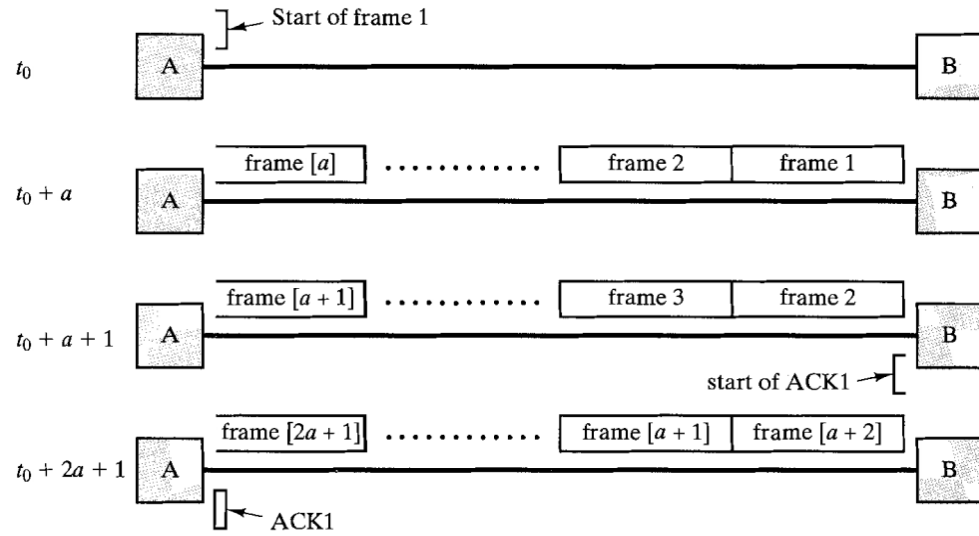 Start of frame 1
t₀ A B
frame [a] frame 2 frame 1
t₀ + a A B
frame [a + 1] frame 3 frame 2
t₀ + a + 1 A B
start of ACK1
frame [2a + 1] frame [a + 1] frame [a + 2]
t₀ + 2a + 1 A B
ACK1